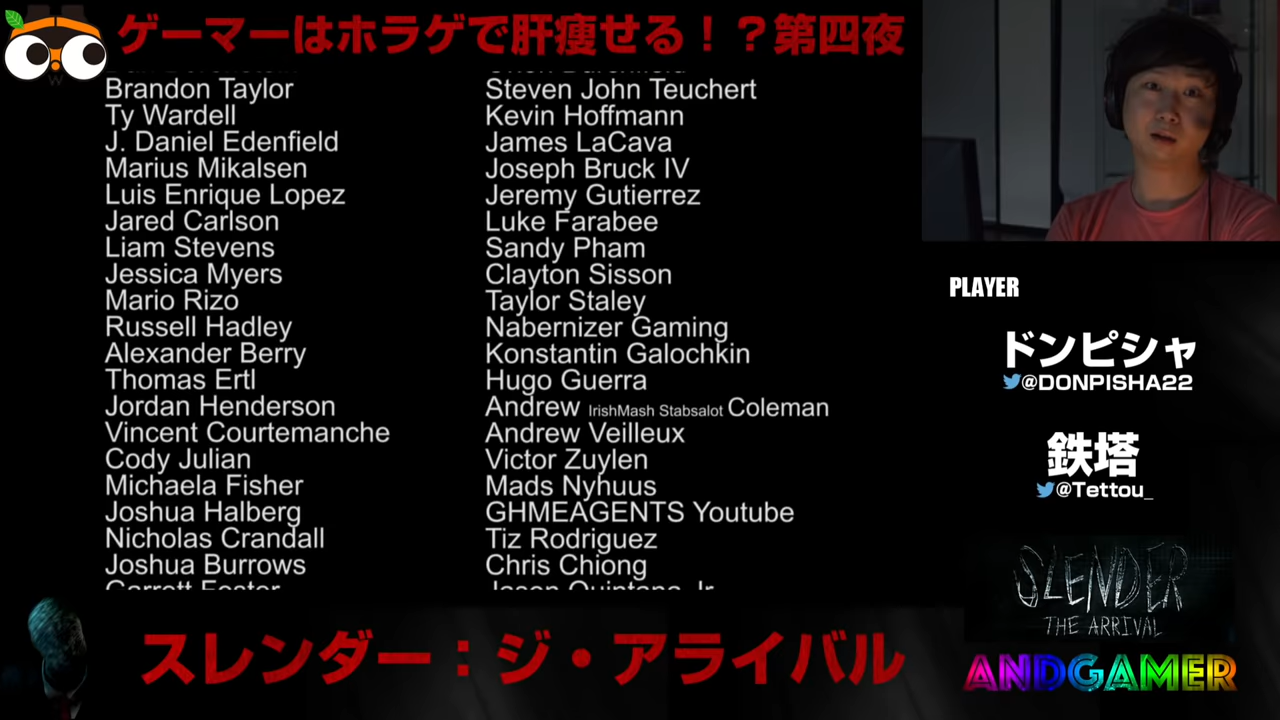 ゲーマーはホラゲで肝痩せる！？第四夜
Brandon Taylor
Ty Wardell
J. Daniel Edenfield
Marius Mikalsen
Luis Enrique Lopez
Jared Carlson
Liam Stevens
Jessica Myers
Mario Rizo
Russell Hadley
Alexander Berry
Thomas Ertl
Jordan Henderson
Vincent Courtemanche
Cody Julian
Michaela Fisher
Joshua Halberg
Nicholas Crandall
Joshua Burrows
Garrett Foster
Steven John Teuchert
Kevin Hoffmann
James LaCava
Joseph Bruck IV
Jeremy Gutierrez
Luke Farabee
Sandy Pham
Clayton Sisson
Taylor Staley
Nabernizer Gaming
Konstantin Galochkin
Hugo Guerra
Andrew IrishMash Stabsalot Coleman
Andrew Veilleux
Victor Zuylen
Mads Nyhuus
GHMEAGENTS Youtube
Tiz Rodriguez
Chris Chiong
Jason Quintana Jr
PLAYER
ドンピシャ
@DONPISHA22
鉄塔
@Tettou_
SLENDER
THE ARRIVAL
ANDGAMER
スレンダー：ジ・アライバル